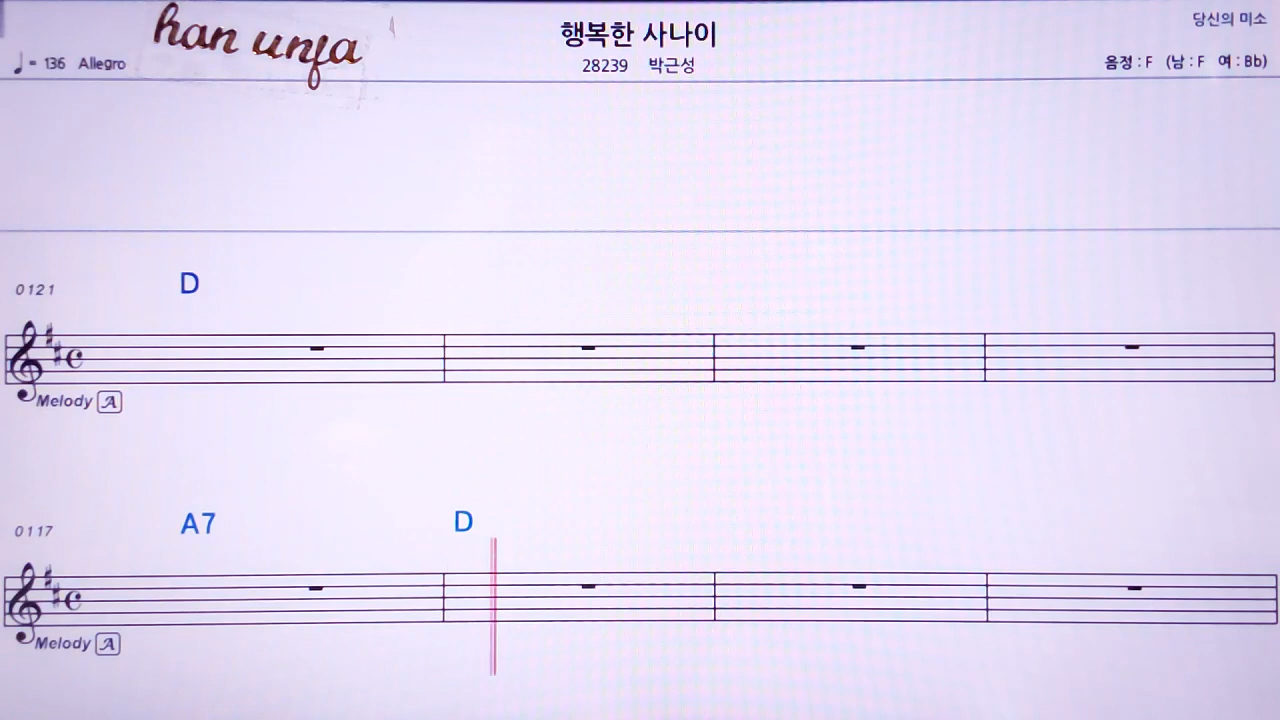 han unja
행복한 사나이
당신의 미소
♩ = 136 Allegro
28239 박근성
음정 : F (남 : F 여 : Bb)
0121
D
Melody A
0117
A7 D
Melody A